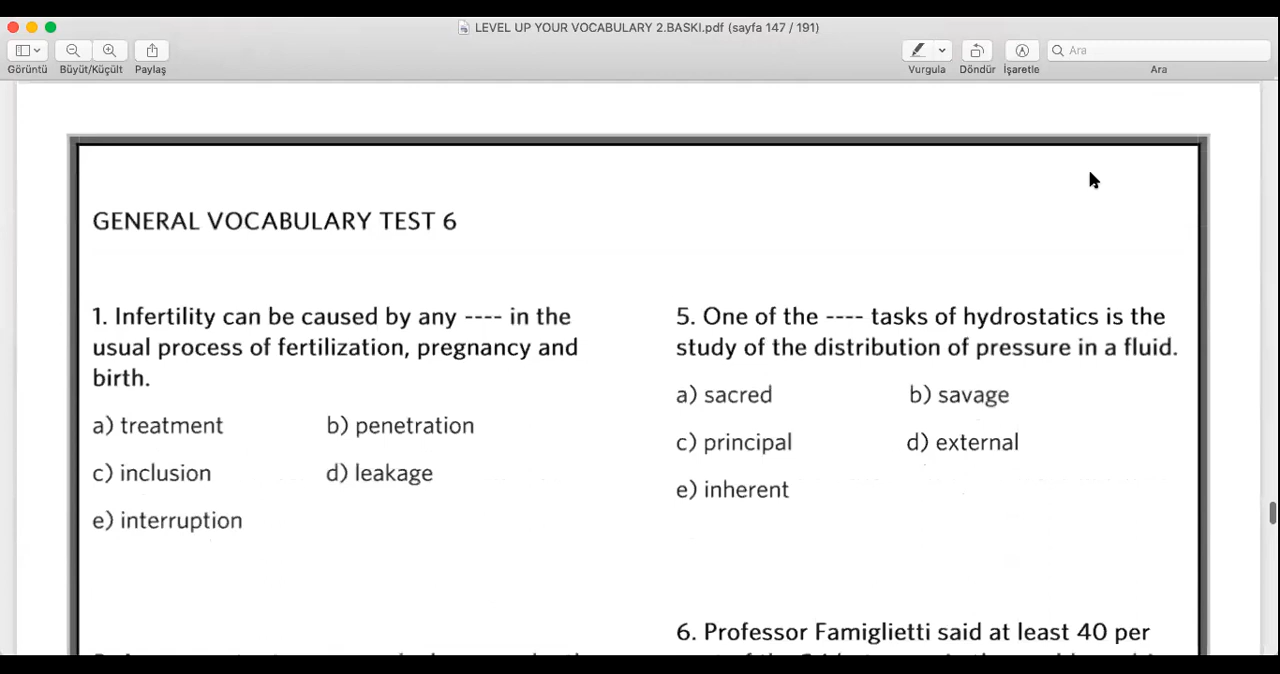 LEVEL UP YOUR VOCABULARY 2.BASKI.pdf (sayfa 147 / 191)
Ara
Görüntü Büyüt/Küçült Paylaş Vurgula Döndür İşaretle Ara
GENERAL VOCABULARY TEST 6
1. Infertility can be caused by any ---- in the
usual process of fertilization, pregnancy and
birth.
a) treatment b) penetration
c) inclusion d) leakage
e) interruption
5. One of the ---- tasks of hydrostatics is the
study of the distribution of pressure in a fluid.
a) sacred b) savage
c) principal d) external
e) inherent
6. Professor Famiglietti said at least 40 per